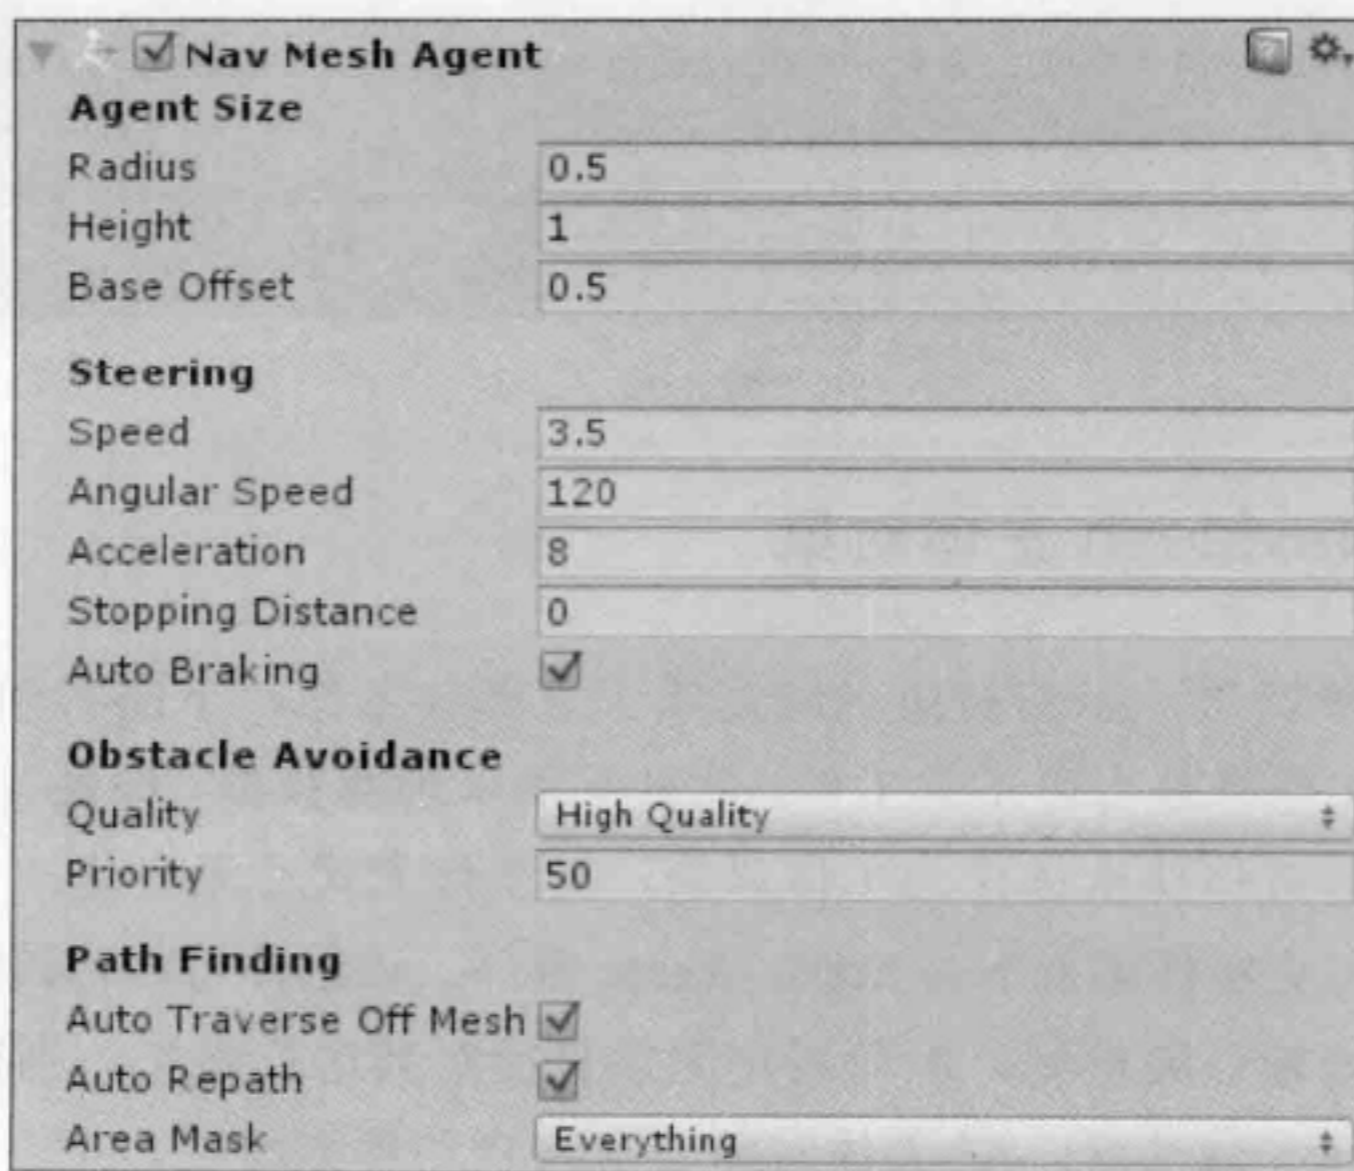 Nav Mesh Agent
Agent Size
Radius 0.5
Height 1
Base Offset 0.5
Steering
Speed 3.5
Angular Speed 120
Acceleration 8
Stopping Distance 0
Auto Braking
Obstacle Avoidance
Quality High Quality
Priority 50
Path Finding
Auto Traverse Off Mesh
Auto Repath
Area Mask Everything